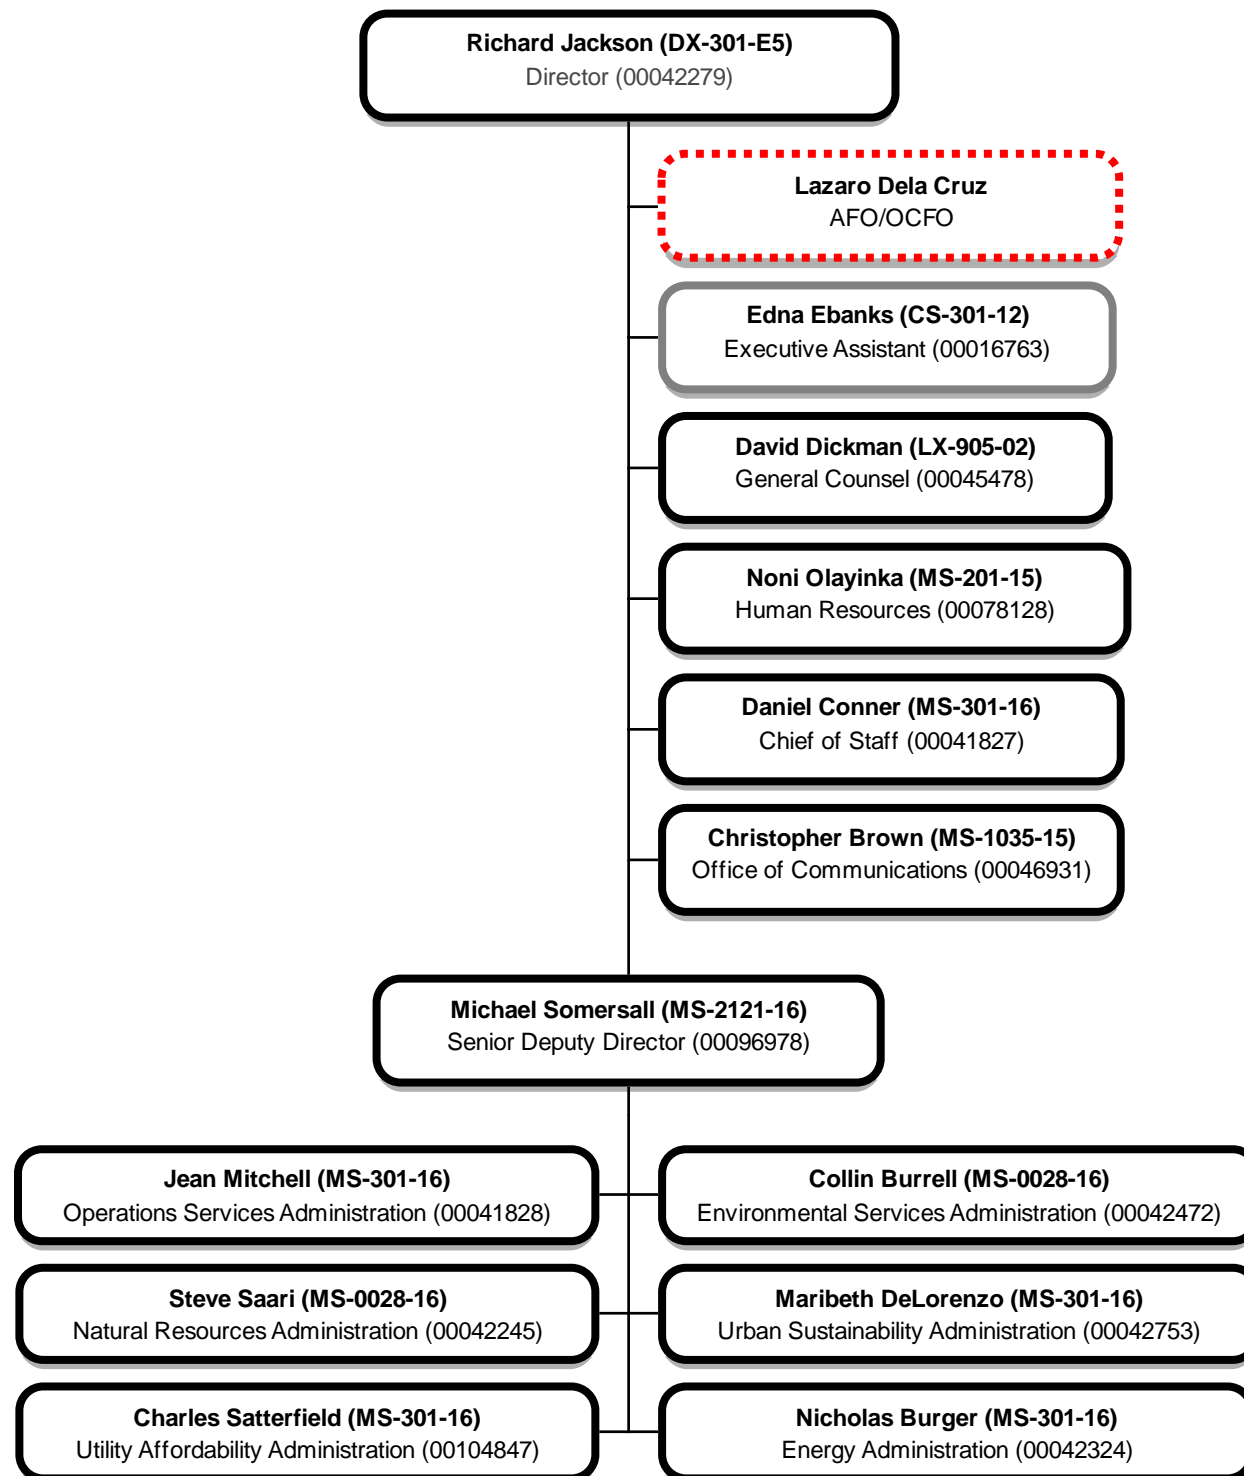 Richard Jackson (DX-301-E5)
Director (00042279)
Lazaro Dela Cruz
AFO/OCFO
Edna Ebanks (CS-301-12)
Executive Assistant (00016763)
David Dickman (LX-905-02)
General Counsel (00045478)
Noni Olayinka (MS-201-15)
Human Resources (00078128)
Daniel Conner (MS-301-16)
Chief of Staff (00041827)
Christopher Brown (MS-1035-15)
Office of Communications (00046931)
Michael Somersall (MS-2121-16)
Senior Deputy Director (00096978)
Jean Mitchell (MS-301-16)
Operations Services Administration (00041828)
Collin Burrell (MS-0028-16)
Environmental Services Administration (00042472)
Steve Saari (MS-0028-16)
Natural Resources Administration (00042245)
Maribeth DeLorenzo (MS-301-16)
Urban Sustainability Administration (00042753)
Charles Satterfield (MS-301-16)
Utility Affordability Administration (00104847)
Nicholas Burger (MS-301-16)
Energy Administration (00042324)